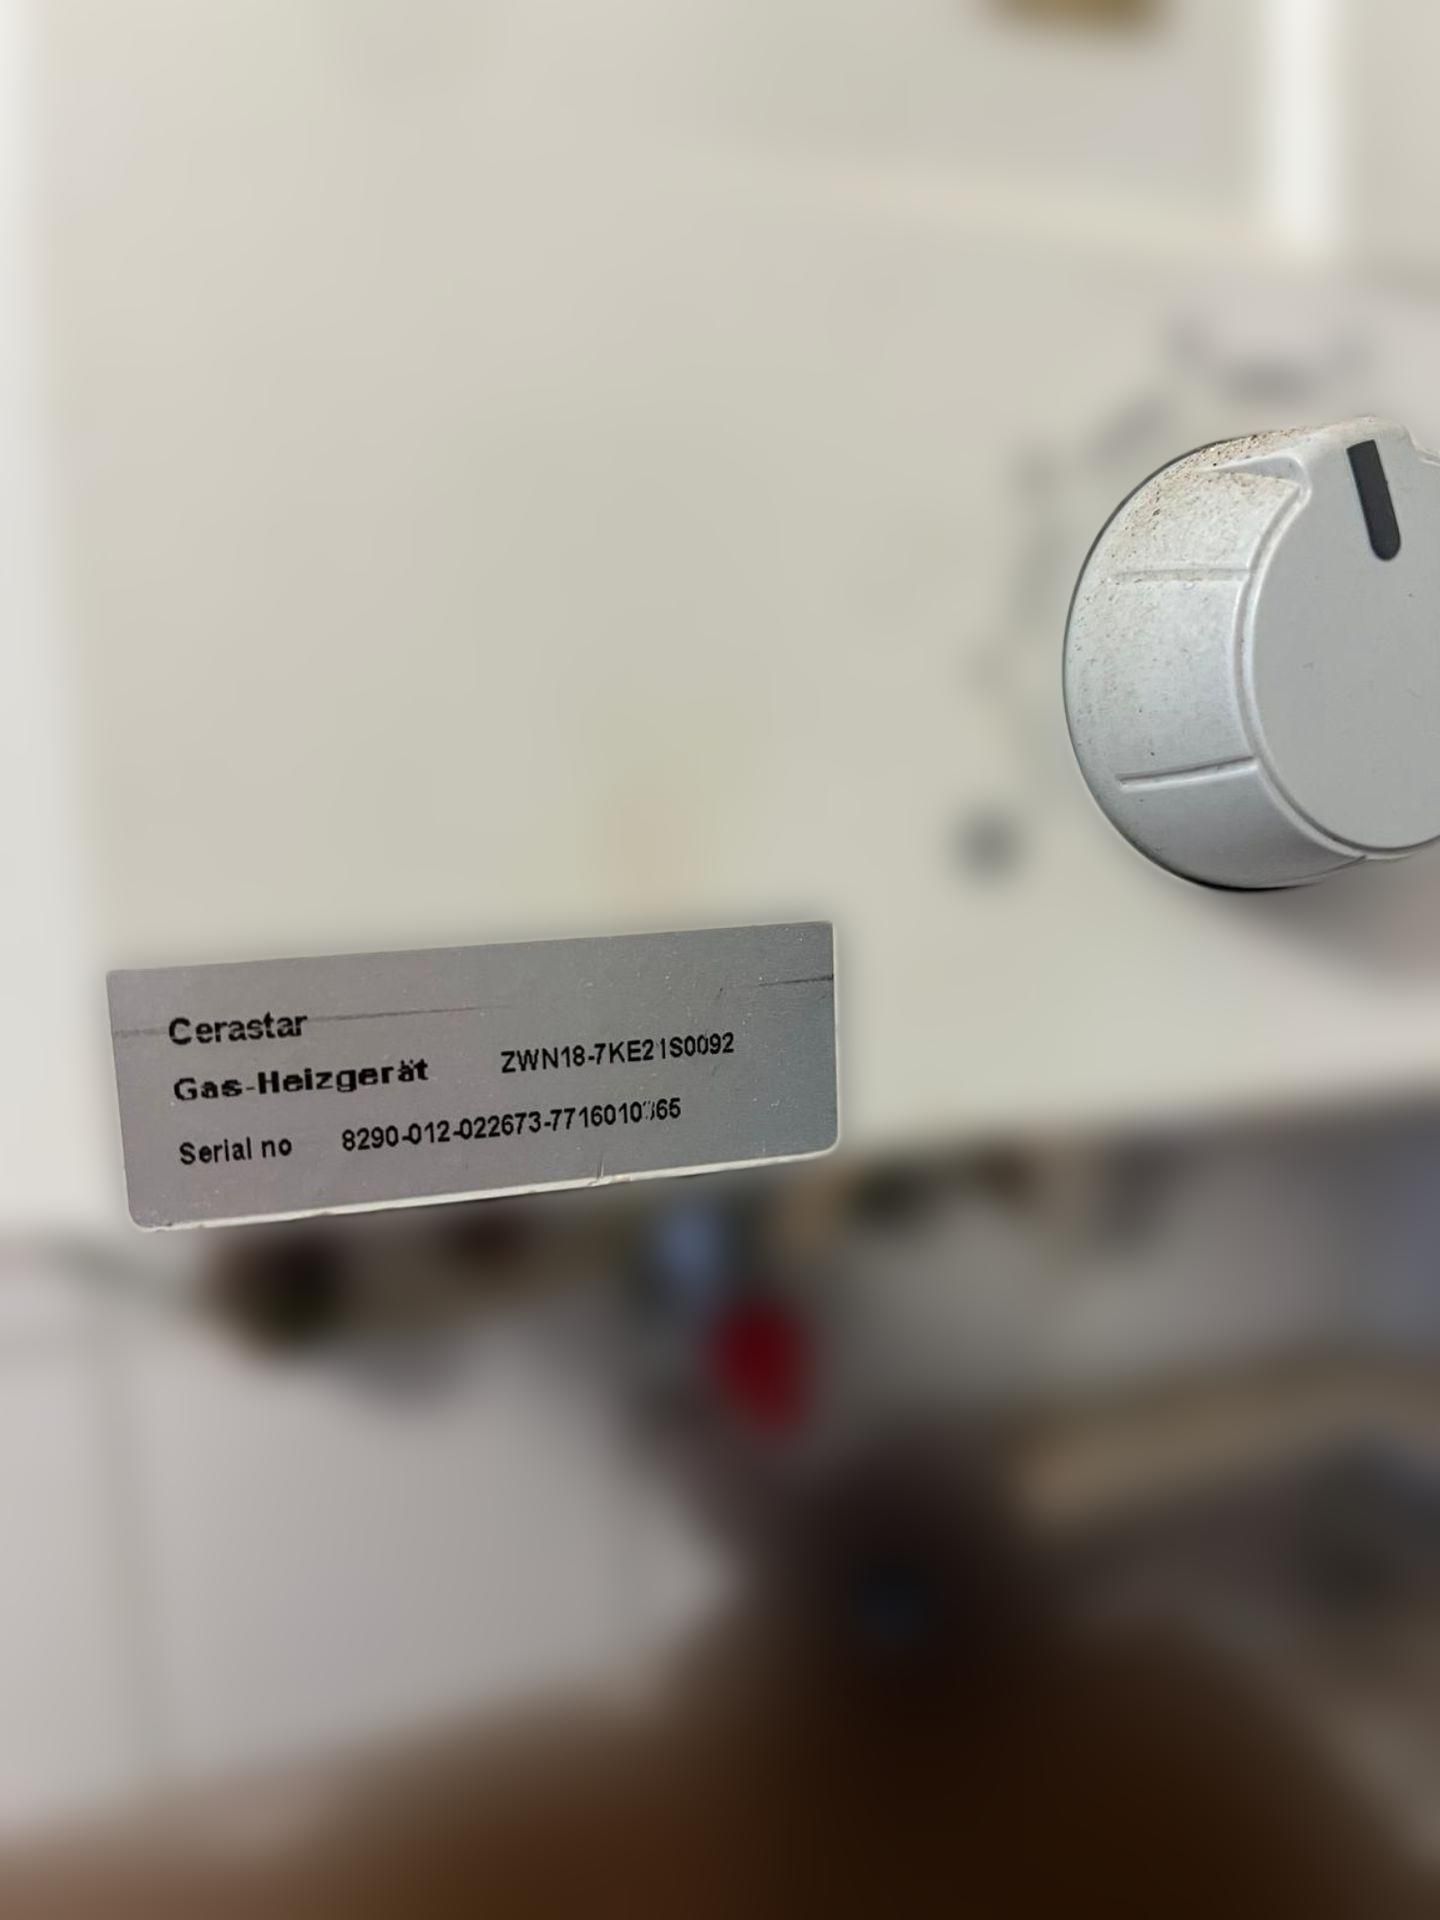 Cerastar
Gas-Heizgerät ZWN18-7KE21S0092
Serial no